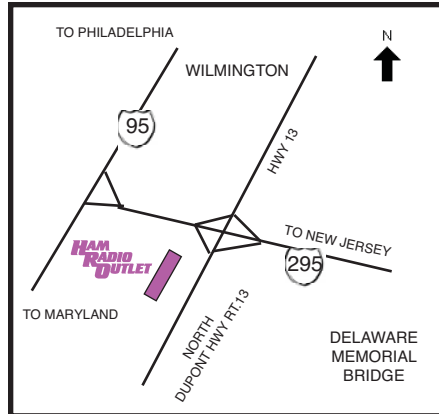 TO PHILADELPHIA
N
WILMINGTON
95
HWY 13
TO NEW JERSEY
HAM
RADIO
OUTLET
295
TO MARYLAND
NORTH
DUPONT HWY RT.13
DELAWARE
MEMORIAL
BRIDGE